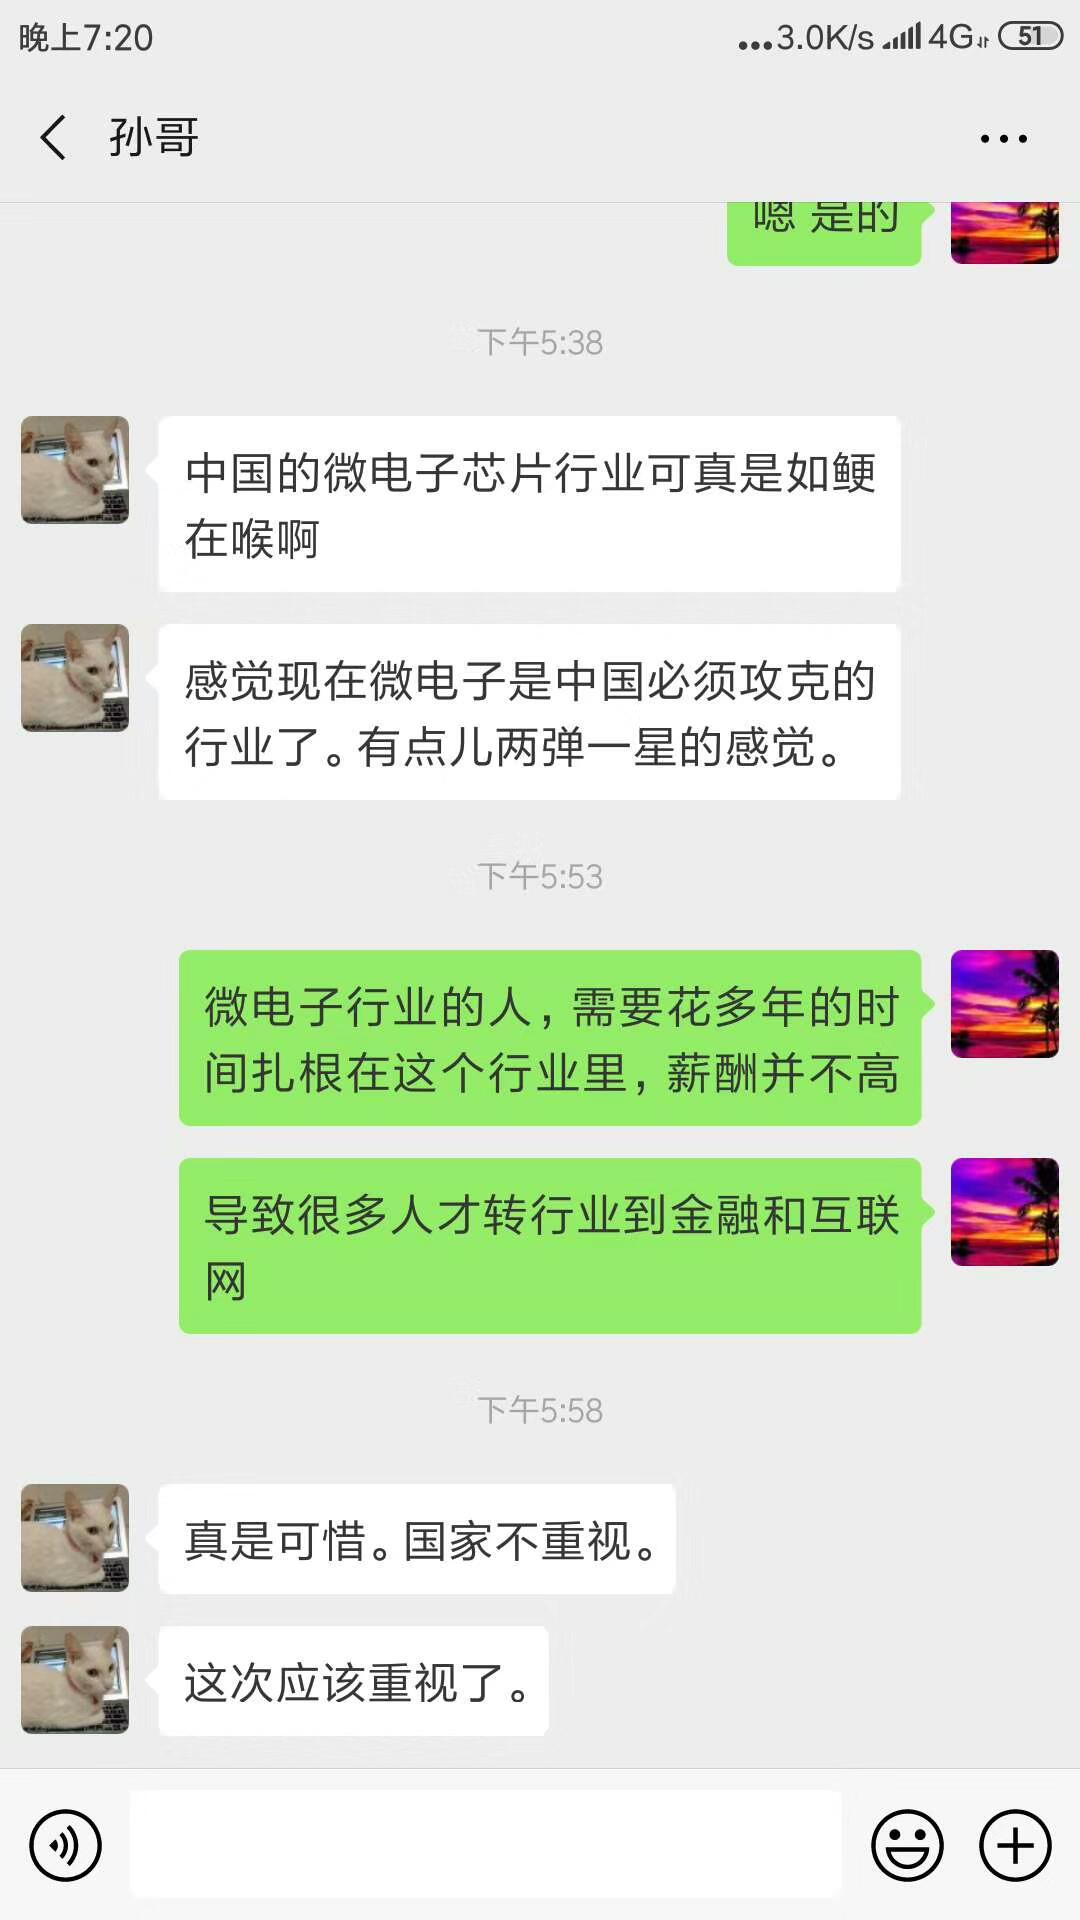 晚上7:20
...3.0K/s 4G 51
孙哥
嗯 是的
下午5:38
中国的微电子芯片行业可真是如鲠
在喉啊
感觉现在微电子是中国必须攻克的
行业了。有点儿两弹一星的感觉。
下午5:53
微电子行业的人，需要花多年的时
间扎根在这个行业里，薪酬并不高
导致很多人才转行业到金融和互联
网
下午5:58
真是可惜。国家不重视。
这次应该重视了。